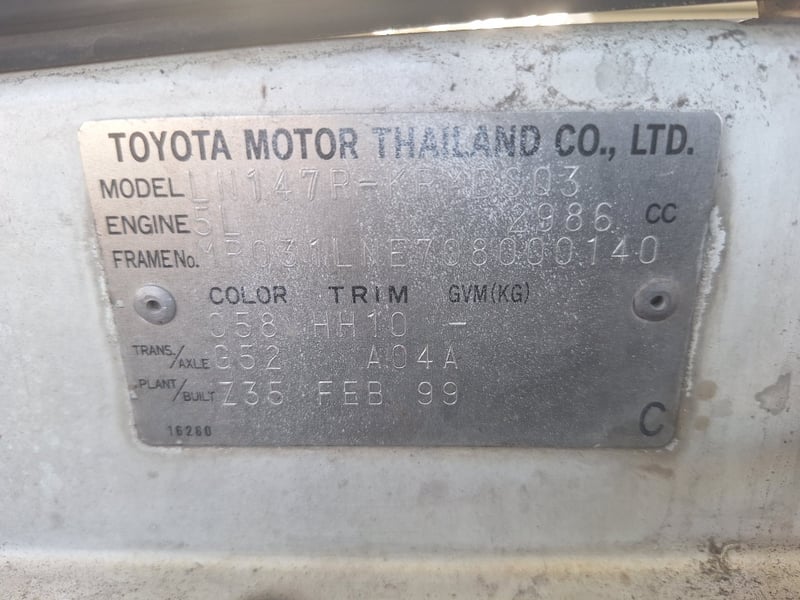 TOYOTA MOTOR THAILAND CO., LTD.
MODEL LN147R-KRMDSQ3
ENGINE 5L 2986 CC
FRAME No.
COLOR TRIM GVM(KG)
058 HH10 -
TRANS./AXLE G52 A04A
PLANT/BUILT Z35 FEB 99
16260 C